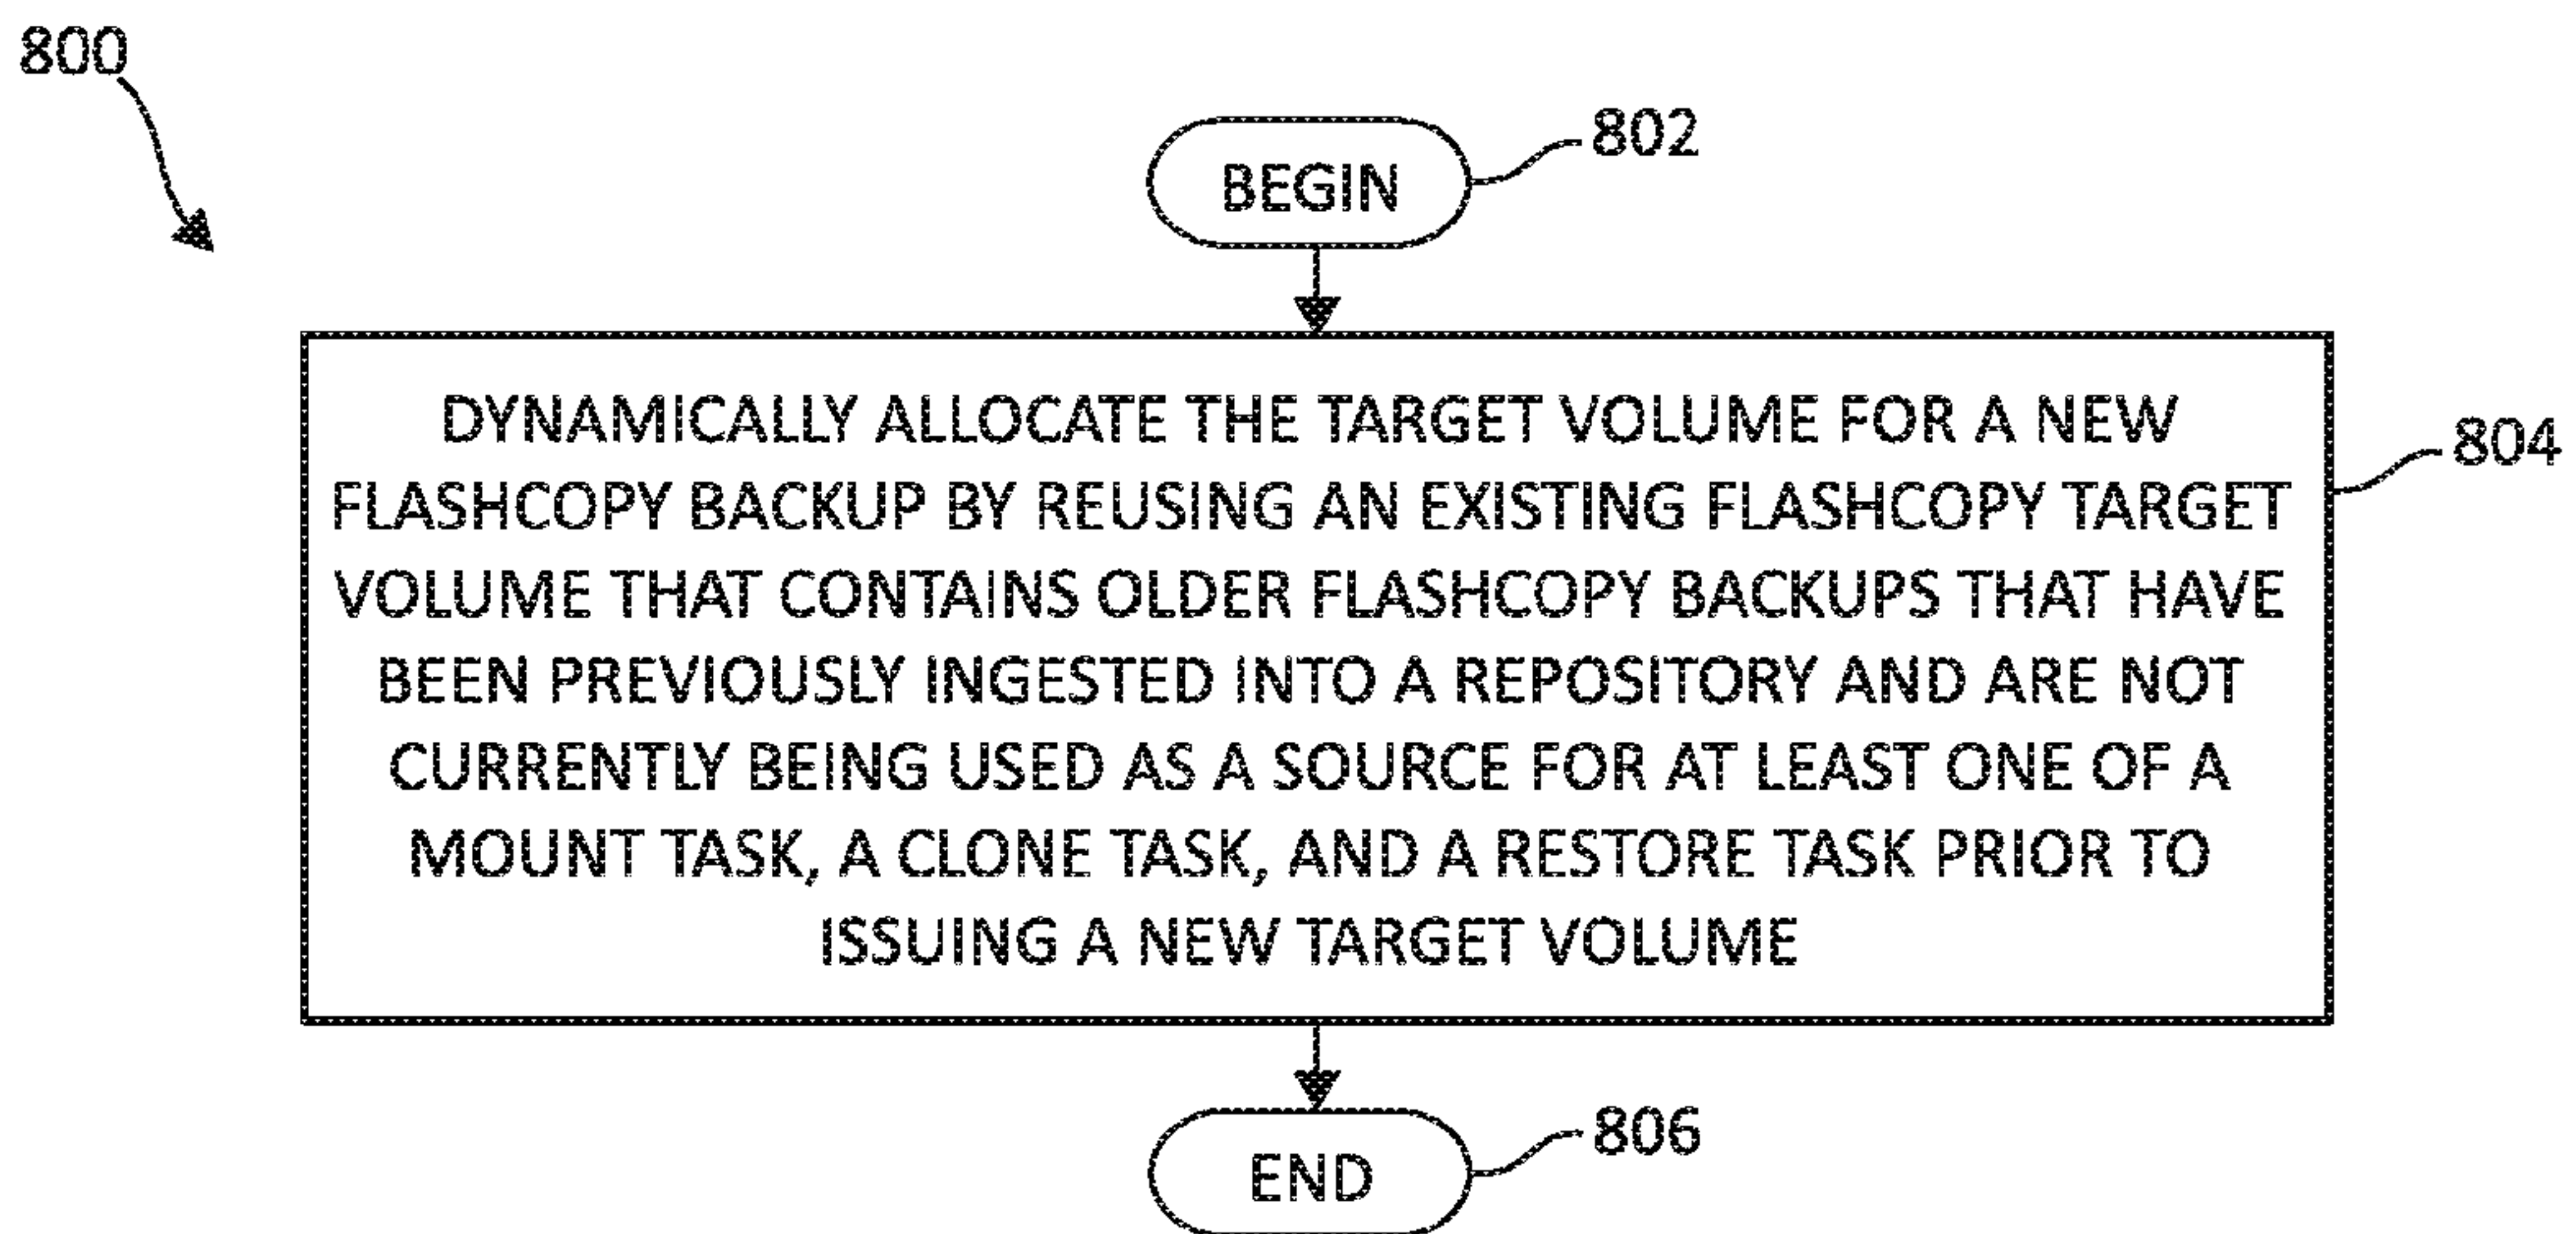 800
BEGIN
802
DYNAMICALLY ALLOCATE THE TARGET VOLUME FOR A NEW
FLASHCOPY BACKUP BY REUSING AN EXISTING FLASHCOPY TARGET
VOLUME THAT CONTAINS OLDER FLASHCOPY BACKUPS THAT HAVE
BEEN PREVIOUSLY INGESTED INTO A REPOSITORY AND ARE NOT
CURRENTLY BEING USED AS A SOURCE FOR AT LEAST ONE OF A
MOUNT TASK, A CLONE TASK, AND A RESTORE TASK PRIOR TO
ISSUING A NEW TARGET VOLUME
804
END
806